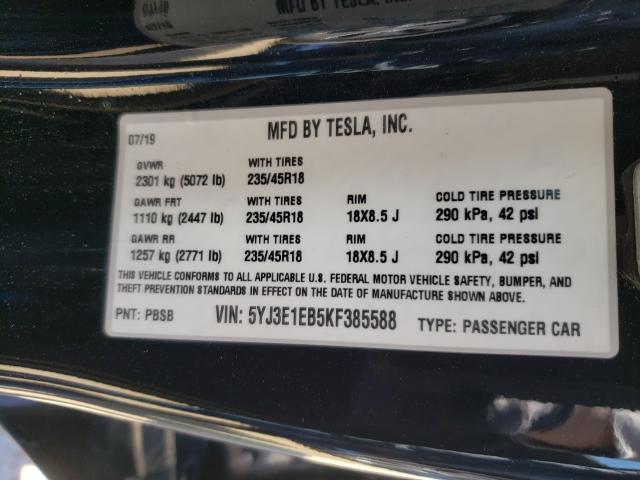 MFD BY TESLA, INC.
07/19 MFD BY TESLA, INC.
GVWR WITH TIRES
2301 kg (5072 lb) 235/45R18
GAWR FRT WITH TIRES RIM COLD TIRE PRESSURE
1110 kg (2447 lb) 235/45R18 18X8.5 J 290 kPa, 42 psi
GAWR RR WITH TIRES RIM COLD TIRE PRESSURE
1257 kg (2771 lb) 235/45R18 18X8.5 J 290 kPa, 42 psi
THIS VEHICLE CONFORMS TO ALL APPLICABLE U.S. FEDERAL MOTOR VEHICLE SAFETY, BUMPER, AND
THEFT PREVENTION STANDARDS IN EFFECT ON THE DATE OF MANUFACTURE SHOWN ABOVE.
PNT: PBSB VIN: 5YJ3E1EB5KF385588 TYPE: PASSENGER CAR